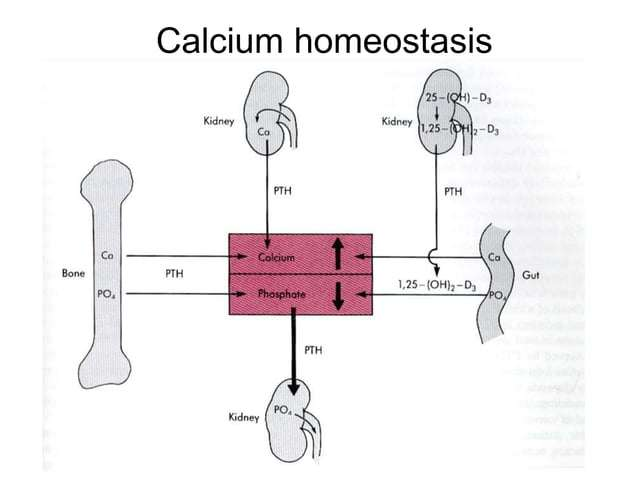 Calcium homeostasis
Kidney
Ca
PTH
Kidney
25–(OH)–D₃
1,25–(OH)₂–D₃
PTH
Bone
Ca
PO₄
PTH
Calcium
Phosphate
Ca
PO₄
Gut
1,25–(OH)₂–D₃
PTH
Kidney
PO₄